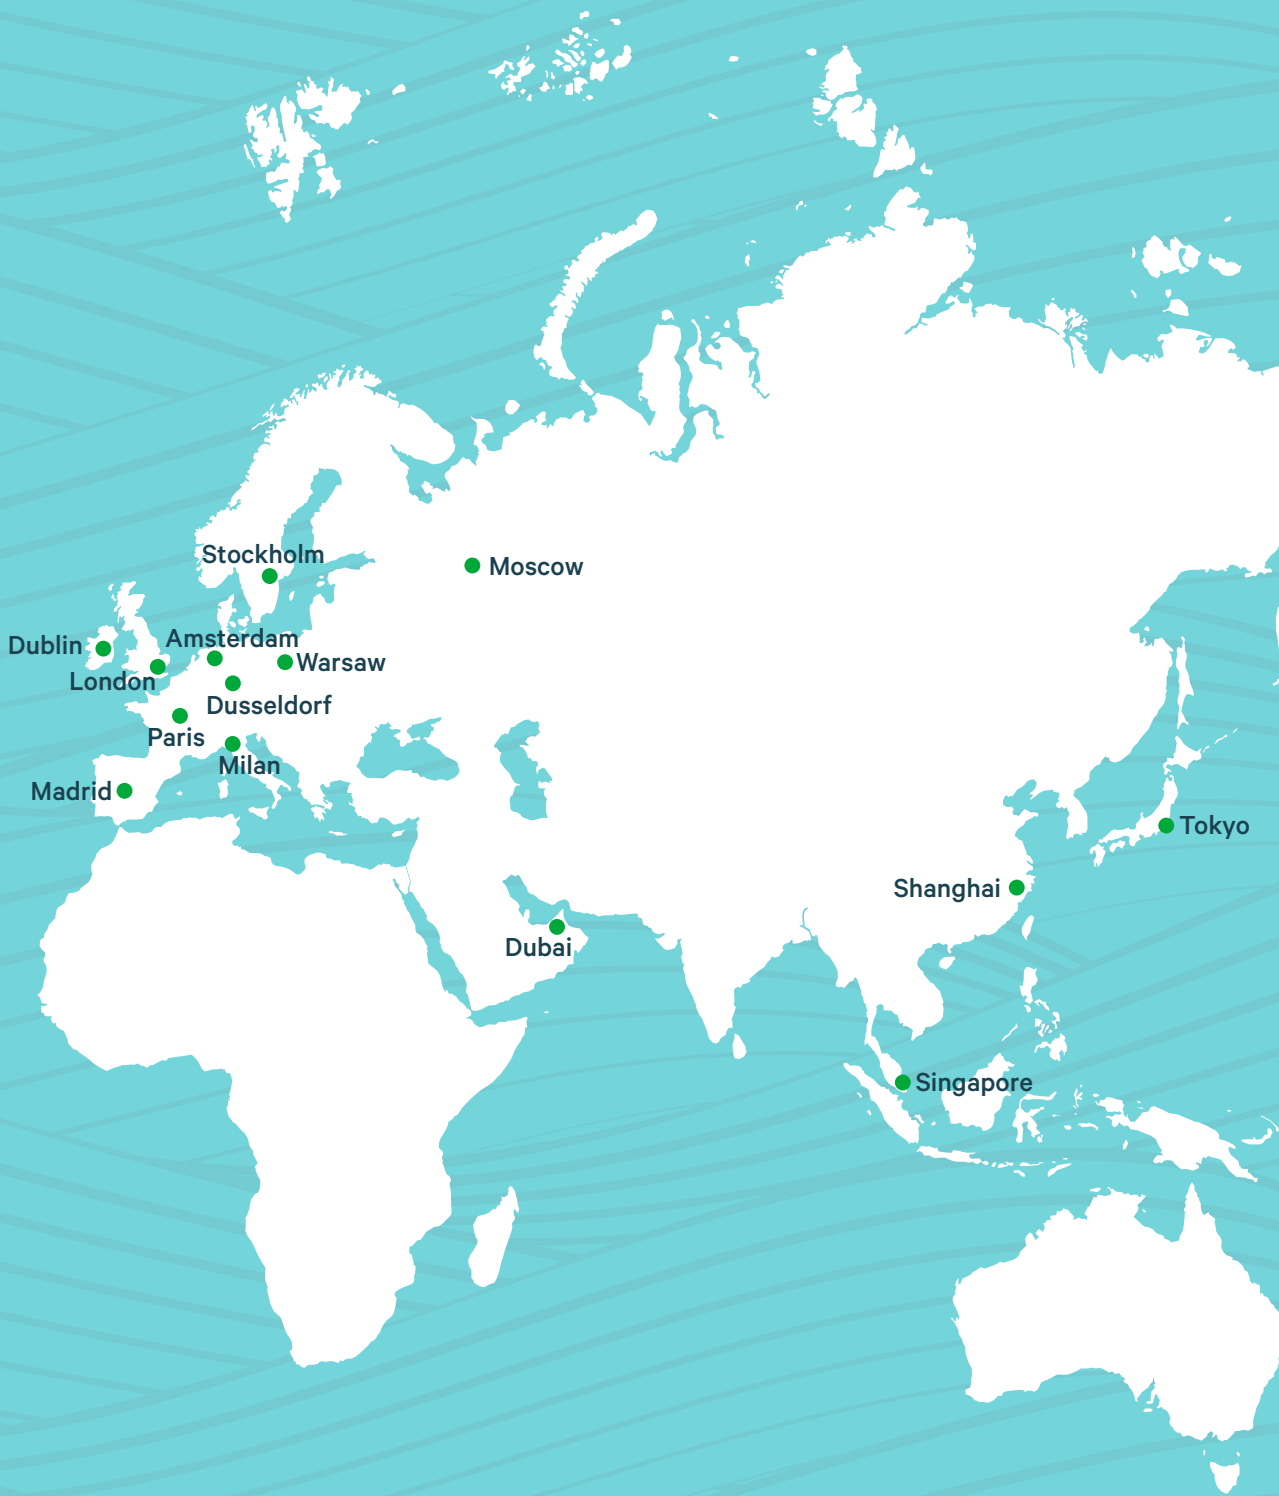 Stockholm
Moscow
Dublin
Amsterdam
Warsaw
London
Dusseldorf
Paris
Milan
Madrid
Tokyo
Shanghai
Dubai
Singapore